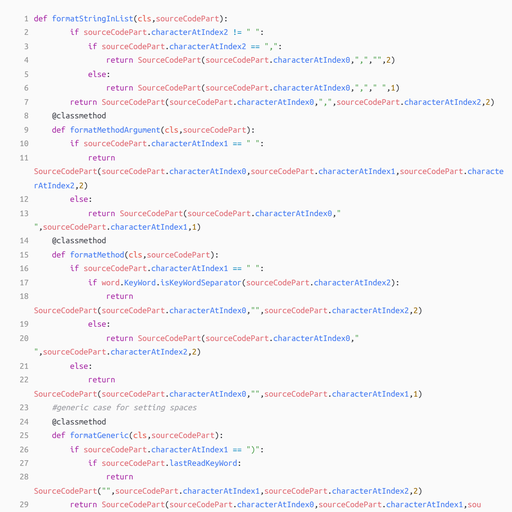 1 def formatStringInList(cls,sourceCodePart):
2 if sourceCodePart.characterAtIndex2 != " ":
3 if sourceCodePart.characterAtIndex2 == ",":
4 return SourceCodePart(sourceCodePart.characterAtIndex0,",","",2)
5 else:
6 return SourceCodePart(sourceCodePart.characterAtIndex0,","," ",1)
7 return SourceCodePart(sourceCodePart.characterAtIndex0,",",sourceCodePart.characterAtIndex2,2)
8 @classmethod
9 def formatMethodArgument(cls,sourceCodePart):
10 if sourceCodePart.characterAtIndex1 == " ":
11 return
SourceCodePart(sourceCodePart.characterAtIndex0,sourceCodePart.characterAtIndex1,sourceCodePart.characte
rAtIndex2,2)
12 else:
13 return SourceCodePart(sourceCodePart.characterAtIndex0,"
",sourceCodePart.characterAtIndex1,1)
14 @classmethod
15 def formatMethod(cls,sourceCodePart):
16 if sourceCodePart.characterAtIndex1 == " ":
17 if word.KeyWord.isKeyWordSeparator(sourceCodePart.characterAtIndex2):
18 return
SourceCodePart(sourceCodePart.characterAtIndex0,"",sourceCodePart.characterAtIndex2,2)
19 else:
20 return SourceCodePart(sourceCodePart.characterAtIndex0,"
",sourceCodePart.characterAtIndex2,2)
21 else:
22 return
SourceCodePart(sourceCodePart.characterAtIndex0,"",sourceCodePart.characterAtIndex1,1)
23 #generic case for setting spaces
24 @classmethod
25 def formatGeneric(cls,sourceCodePart):
26 if sourceCodePart.characterAtIndex1 == ")":
27 if sourceCodePart.lastReadKeyWord:
28 return
SourceCodePart("",sourceCodePart.characterAtIndex1,sourceCodePart.characterAtIndex2,2)
29 return SourceCodePart(sourceCodePart.characterAtIndex0,sourceCodePart.characterAtIndex1,sou